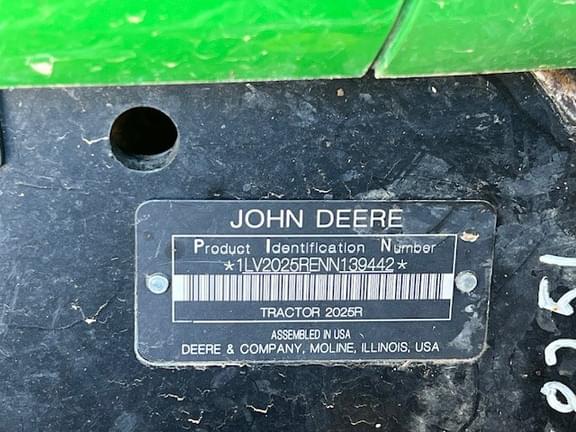 JOHN DEERE
Product Identification Number
*1LV2025RENN139442*
TRACTOR 2025R
ASSEMBLED IN USA
DEERE & COMPANY, MOLINE, ILLINOIS, USA